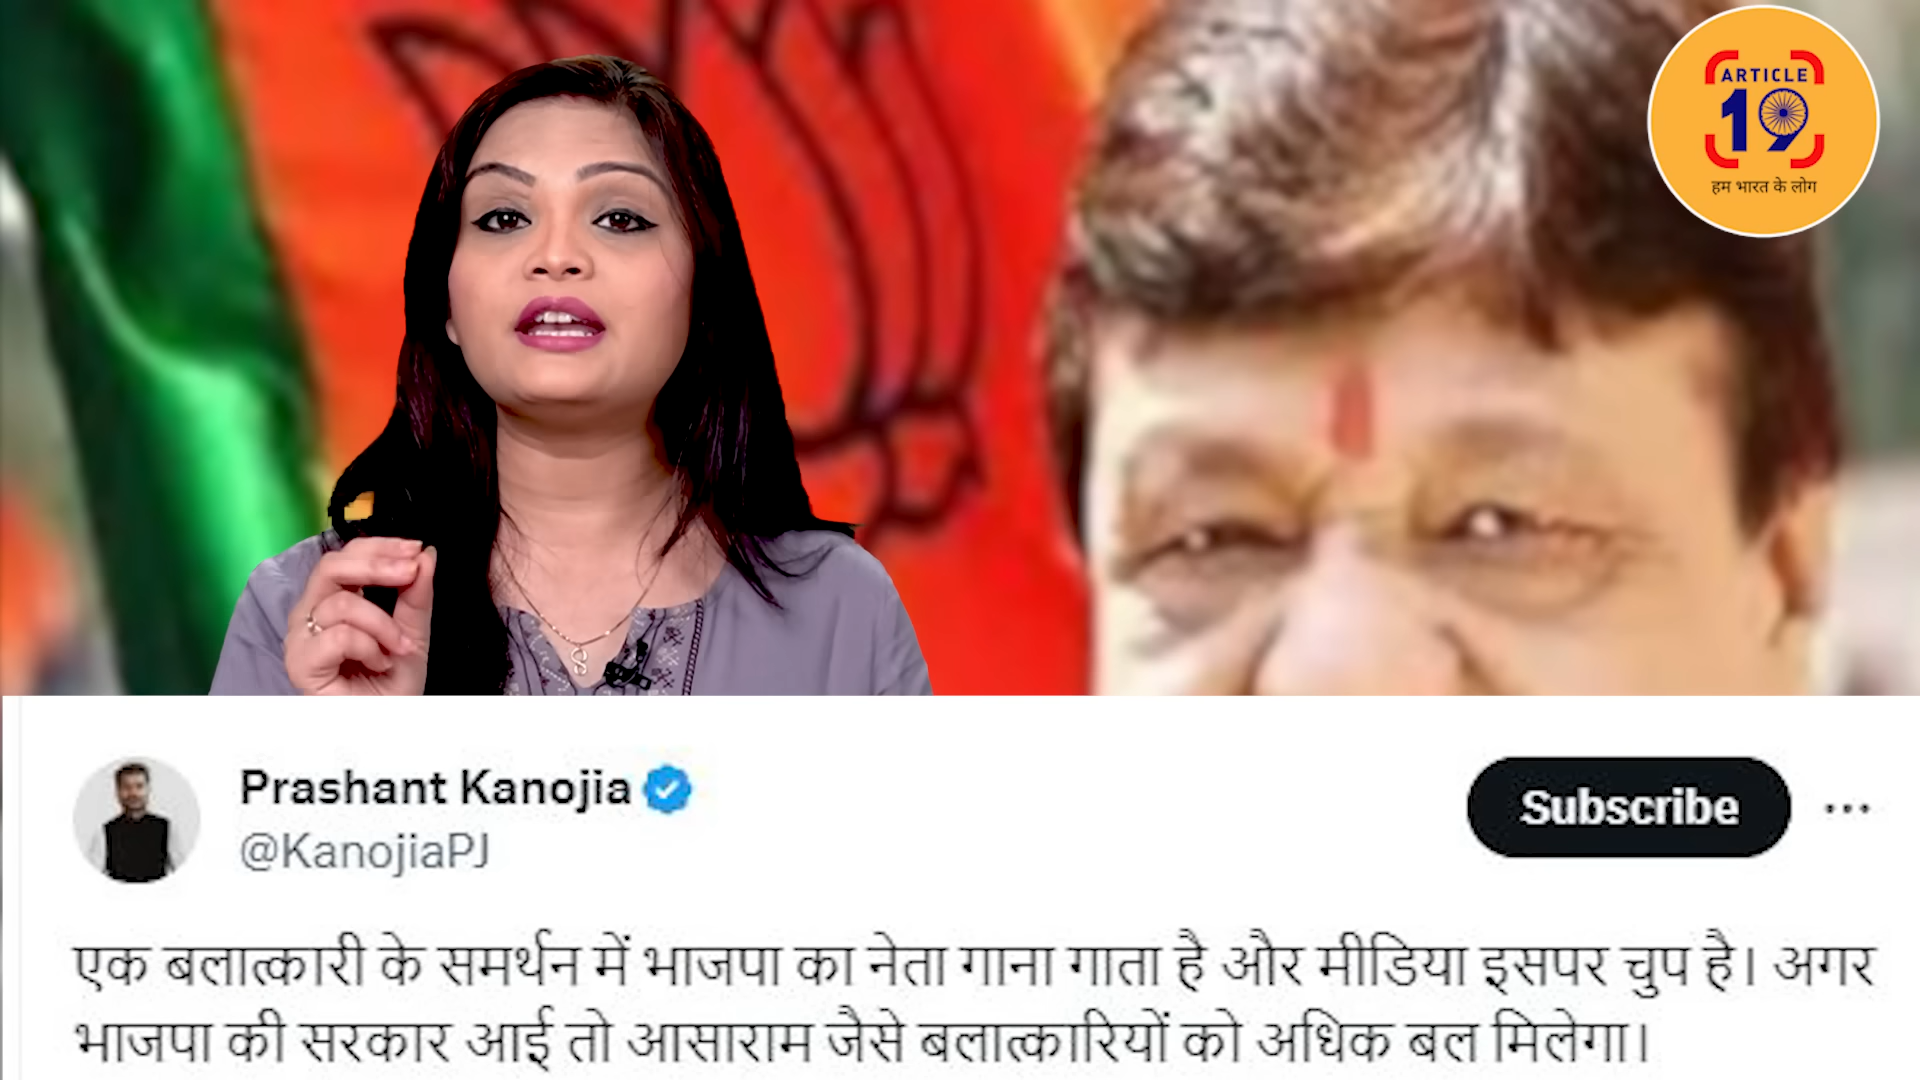 ARTICLE
19
हम भारत के लोग
Prashant Kanojia
Subscribe
@KanojiaPJ
एक बलात्कारी के समर्थन में भाजपा का नेता गाना गाता है और मीडिया इसपर चुप है। अगर
भाजपा की सरकार आई तो आसाराम जैसे बलात्कारियों को अधिक बल मिलेगा।